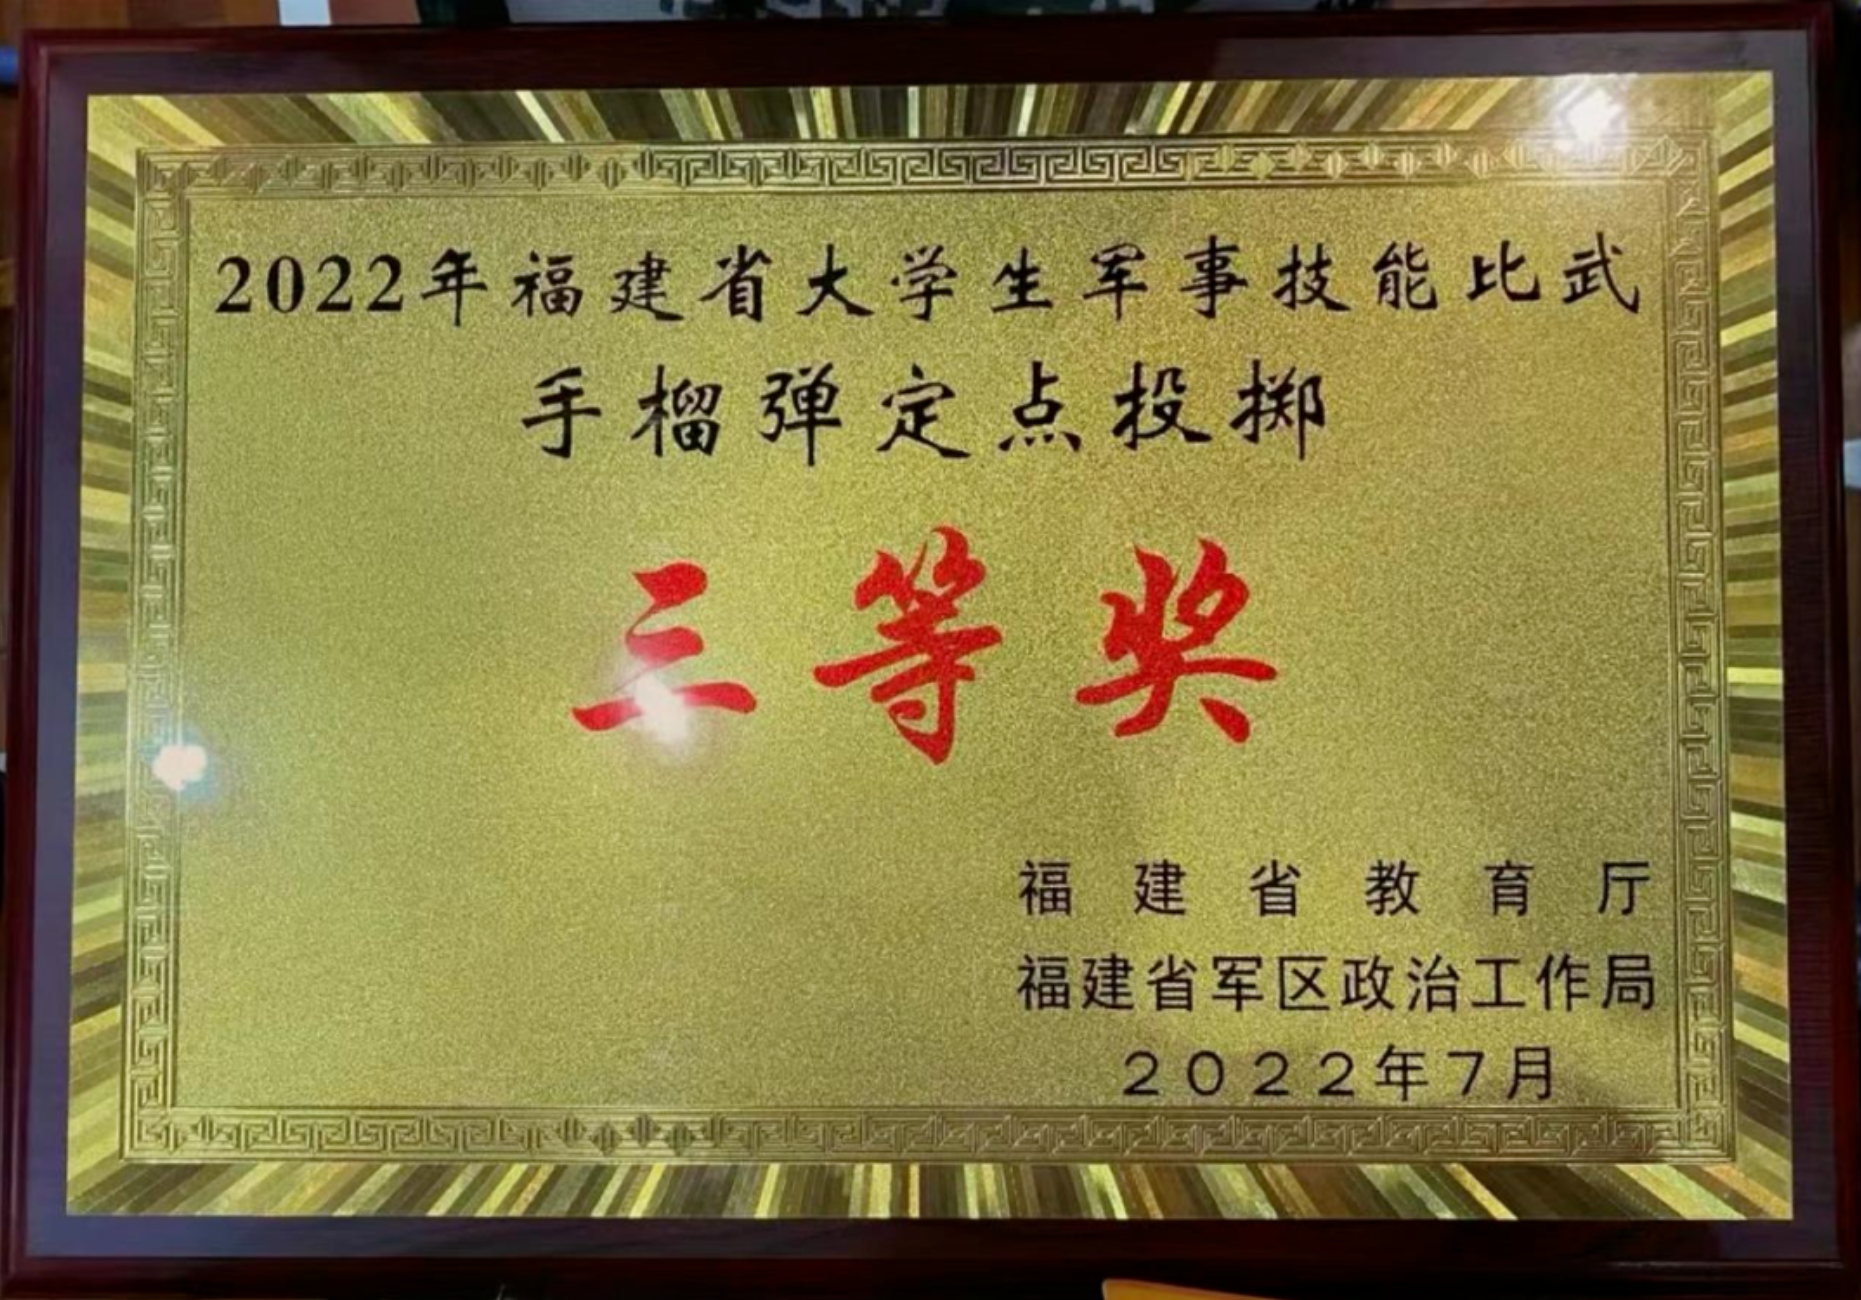 2022年福建省大学生军事技能比武
手榴弹定点投掷
三等奖
福建省教育厅
福建省军区政治工作局
2022年7月